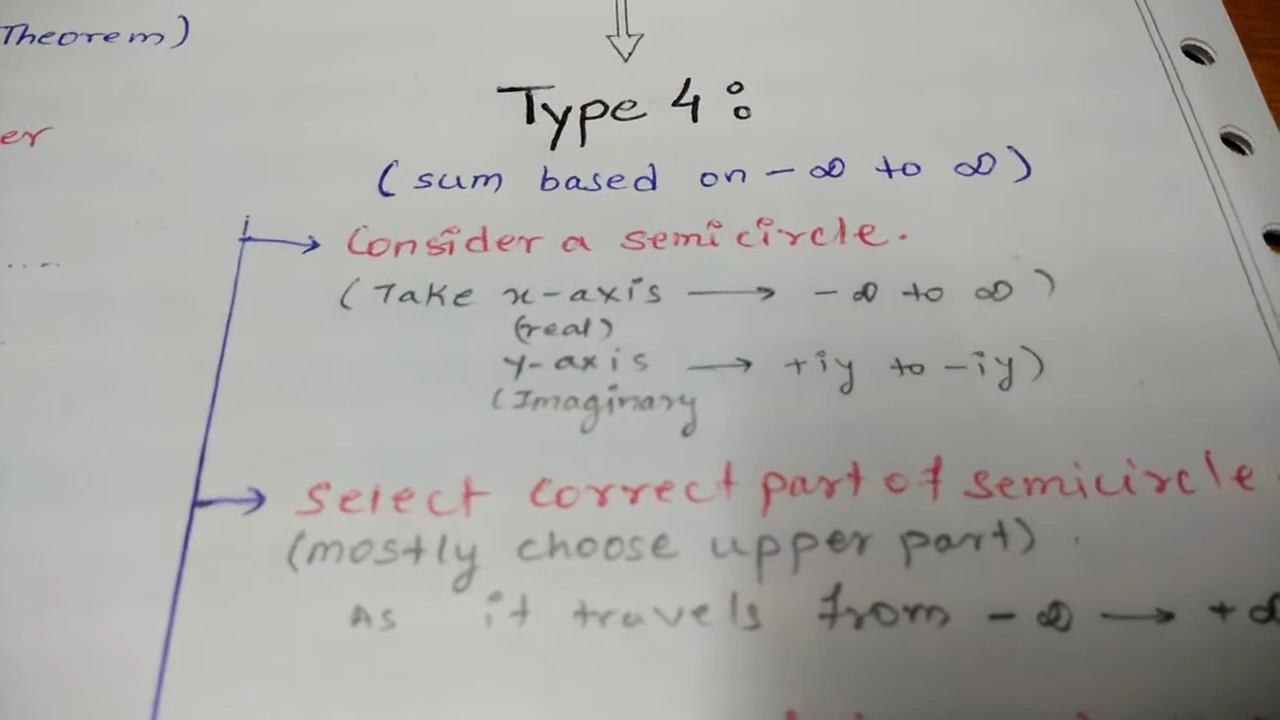 Theorem)
er
.....
Type 4:
(sum based on -∞ to ∞)
Consider a semicircle.
(Take x-axis → -∞ to ∞)
(real)
y-axis → +iy to -iy)
(Imaginary
Select correct part of semicircle
(mostly choose upper part).
As it travels from -∞ → +∞